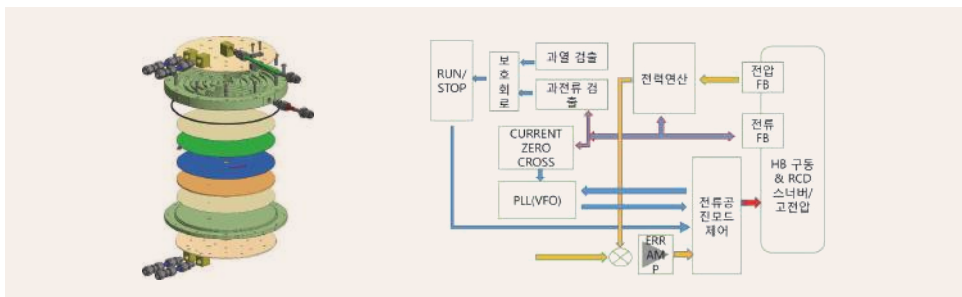 RUN/
STOP
보
호
회
로
과열 검출
과전류 검
출
전력연산
전압
FB
전류
FB
CURRENT
ZERO
CROSS
PLL(VFO)
HB 구동
& RCD
스너버/
고전압
전류공
진모드
제어
ERR
AM
P